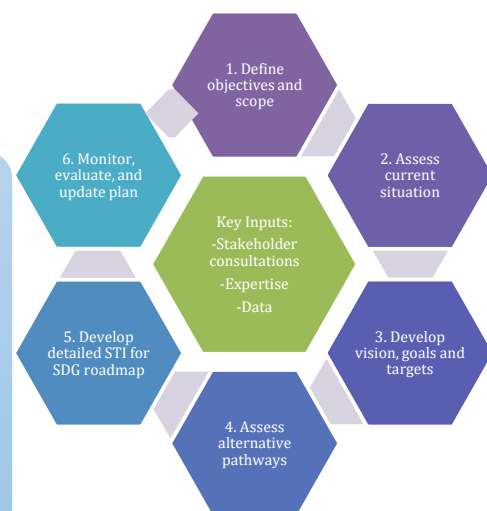 1. Define
objectives and
scope
2. Assess
current
situation
3. Develop
vision, goals and
targets
4. Assess
alternative
pathways
5. Develop
detailed STI for
SDG roadmap
6. Monitor,
evaluate, and
update plan
Key Inputs:
-Stakeholder
consultations
-Expertise
-Data